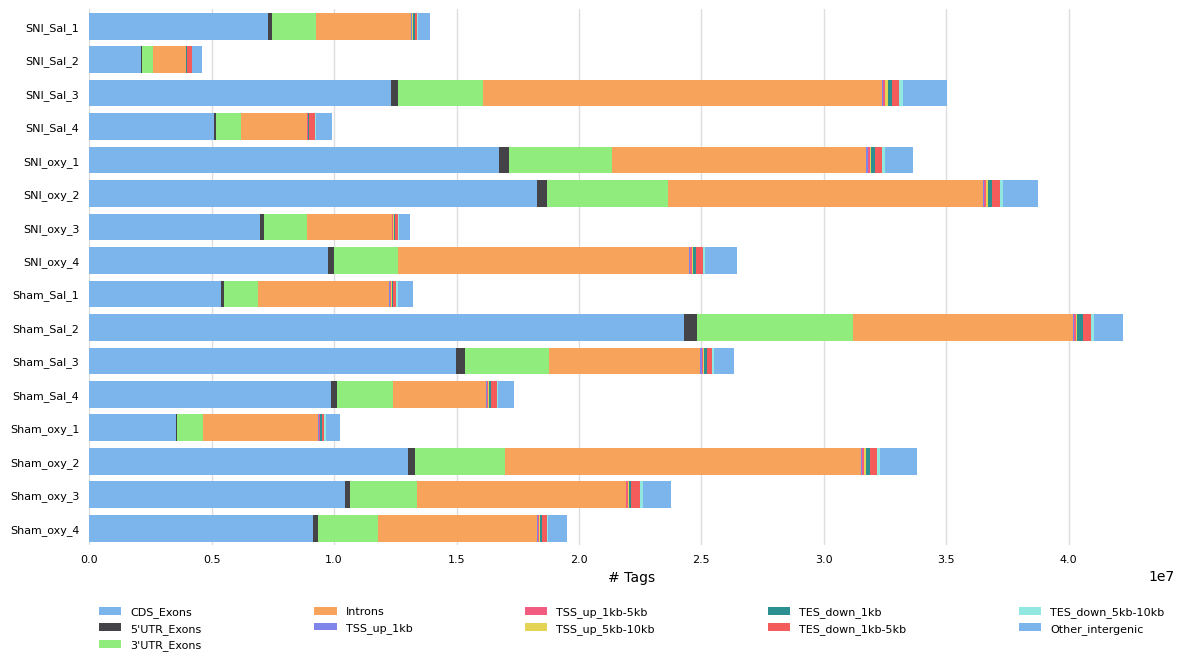 SNI_Sal_1
SNI_Sal_2
SNI_Sal_3
SNI_Sal_4
SNI_oxy_1
SNI_oxy_2
SNI_oxy_3
SNI_oxy_4
Sham_Sal_1
Sham_Sal_2
Sham_Sal_3
Sham_Sal_4
Sham_oxy_1
Sham_oxy_2
Sham_oxy_3
Sham_oxy_4
0.0 0.5 1.0 1.5 2.0 2.5 3.0 3.5 4.0
# Tags 1e7
CDS_Exons Introns TSS_up_1kb-5kb TES_down_1kb TES_down_5kb-10kb
5'UTR_Exons TSS_up_1kb TSS_up_5kb-10kb TES_down_1kb-5kb Other_intergenic
3'UTR_Exons